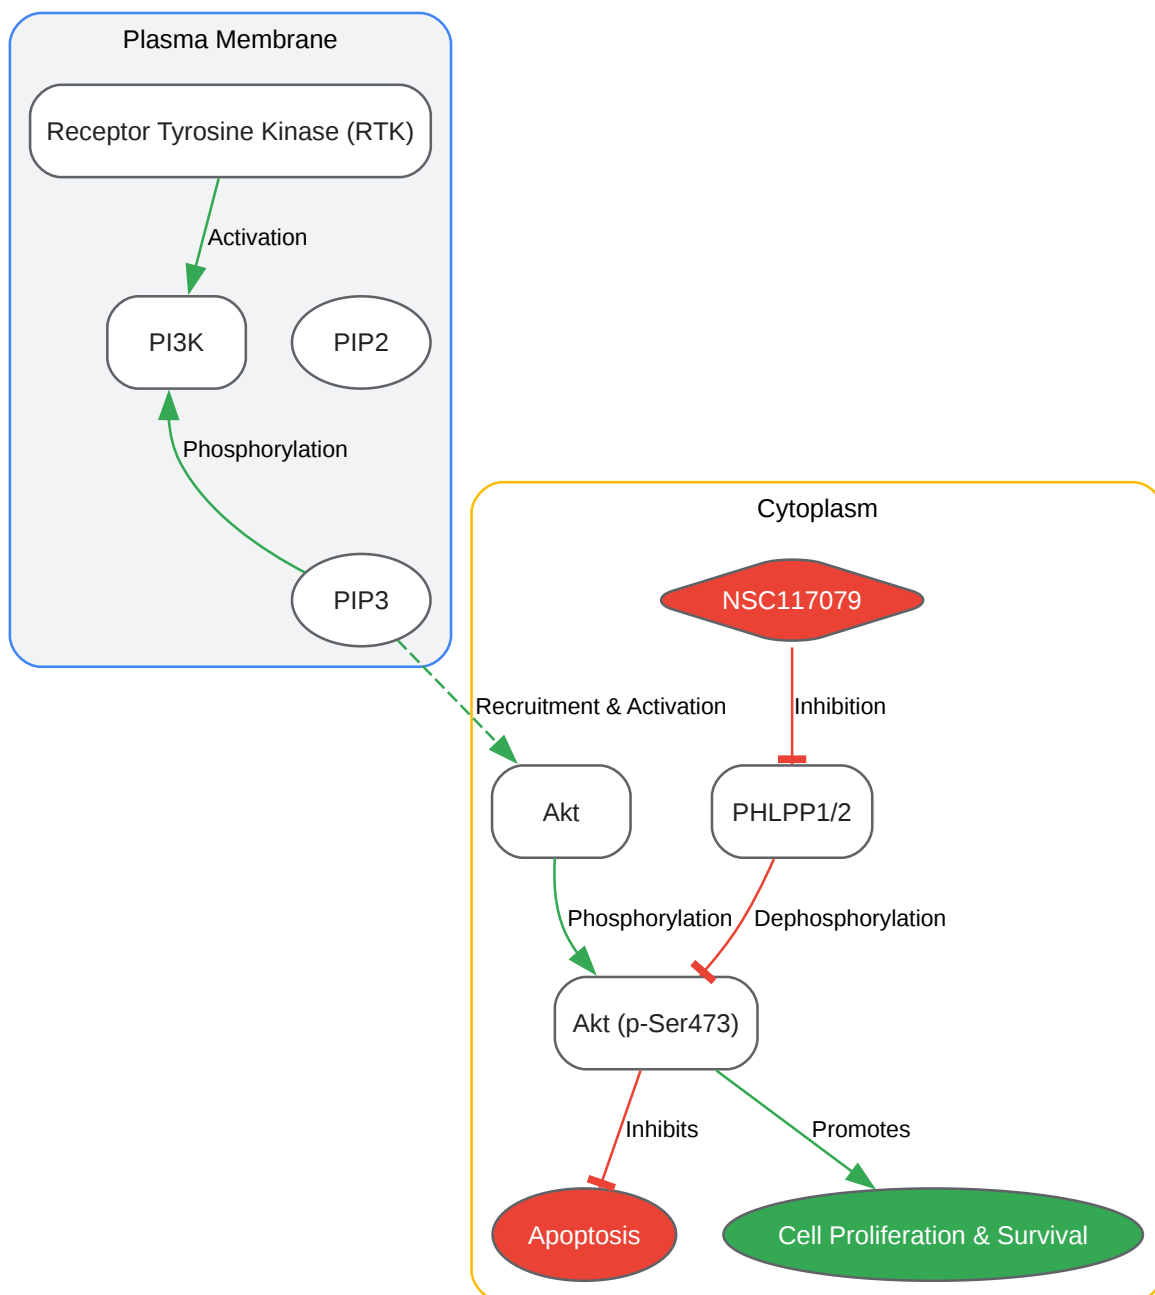 Plasma Membrane
Receptor Tyrosine Kinase (RTK)
Activation
PI3K
PIP2
Phosphorylation
PIP3
Cytoplasm
NSC117079
Recruitment & Activation
Inhibition
Akt
PHLPP1/2
Phosphorylation
Dephosphorylation
Akt (p-Ser473)
Inhibits
Promotes
Apoptosis
Cell Proliferation & Survival